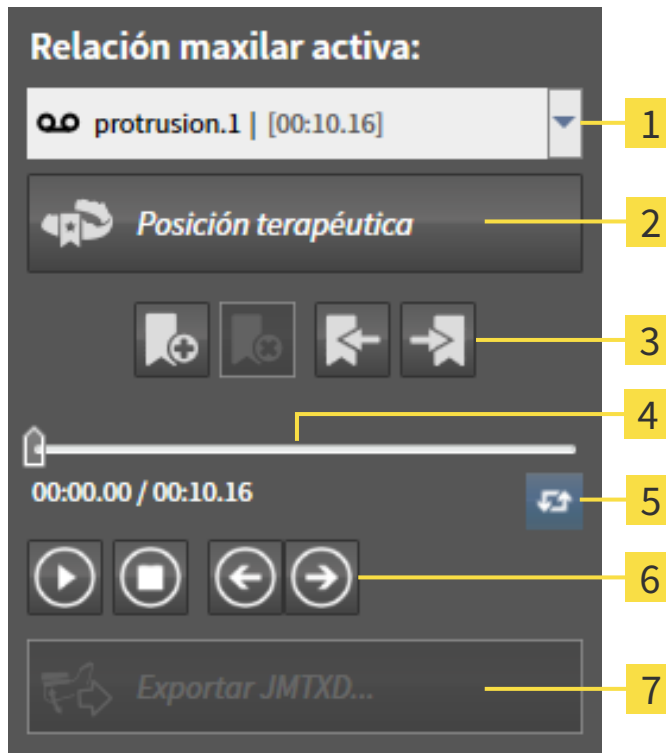 Relación maxilar activa:
protrusion.1 | [00:10.16]
1
Posición terapéutica
2
3
4
00:00.00 / 00:10.16
5
6
Exportar JMTXD...
7